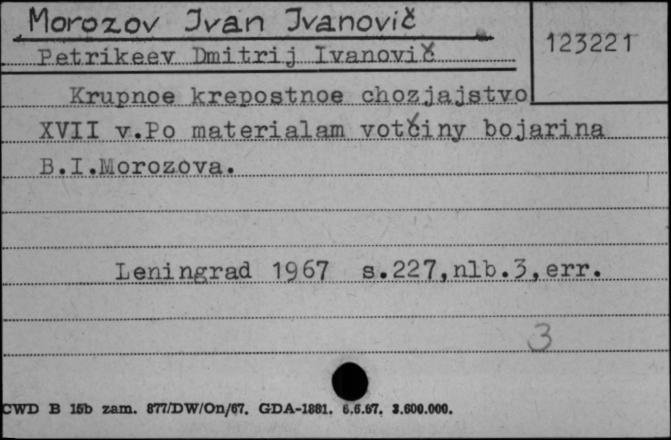 Morozov Ivan Ivanovič
Petrikeev Dmitrij Ivanovič
123221
Krupnoe krepostnoe chozjajstvo
XVII v.Po materialam votčiny bojarina
B.I.Morozova.
Leningrad 1967 s.227,nlb.3,err.
3
CWD B 15b zam. 877/DW/On/67. GDA-1881. 6.6.67. 3.600.000.